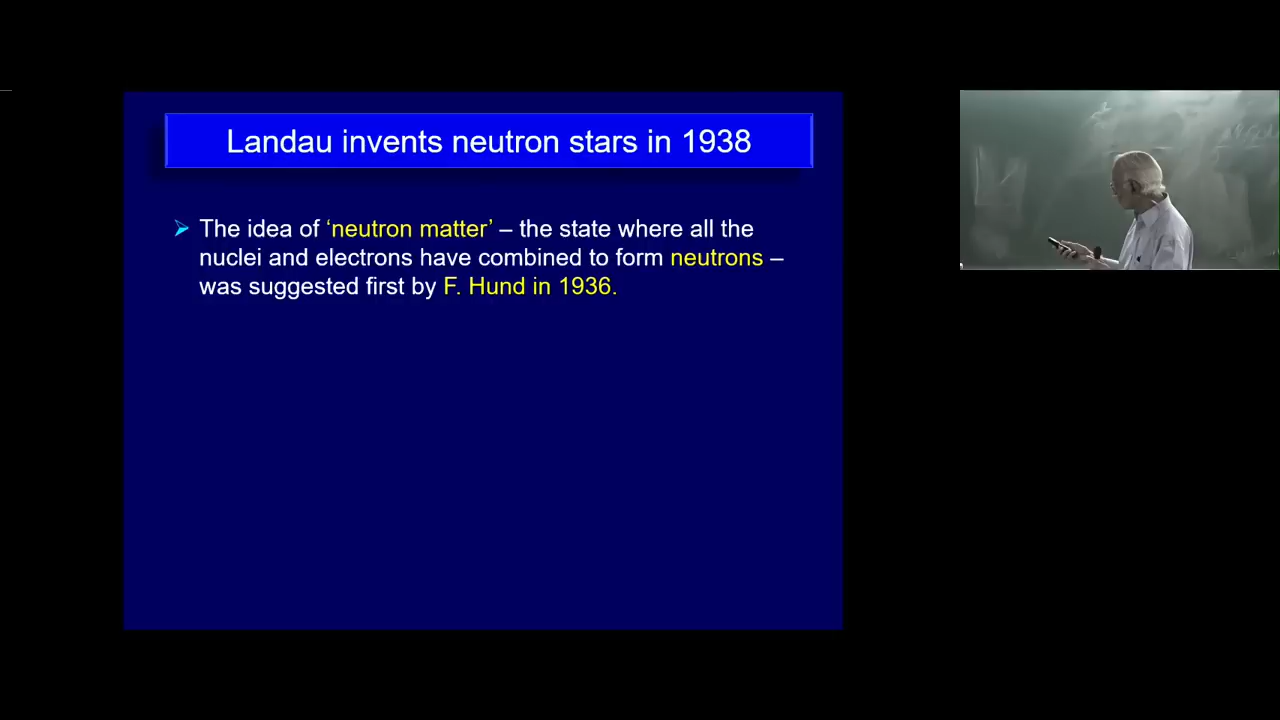 Landau invents neutron stars in 1938
➢ The idea of ‘neutron matter’ – the state where all the
nuclei and electrons have combined to form neutrons –
was suggested first by F. Hund in 1936.